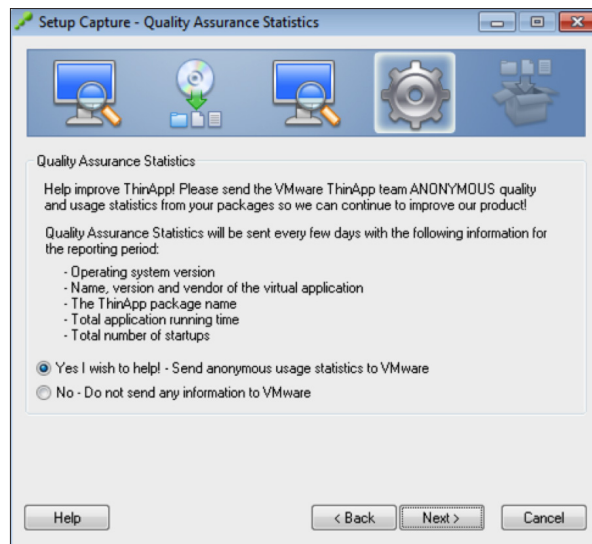 Setup Capture - Quality Assurance Statistics
Quality Assurance Statistics
Help improve ThinApp! Please send the VMware ThinApp team ANONYMOUS quality
and usage statistics from your packages so we can continue to improve our product!
Quality Assurance Statistics will be sent every few days with the following information for
the reporting period:
- Operating system version
- Name, version and vendor of the virtual application
- The ThinApp package name
- Total application running time
- Total number of startups
Yes I wish to help! - Send anonymous usage statistics to VMware
No - Do not send any information to VMware
Help
< Back
Next >
Cancel